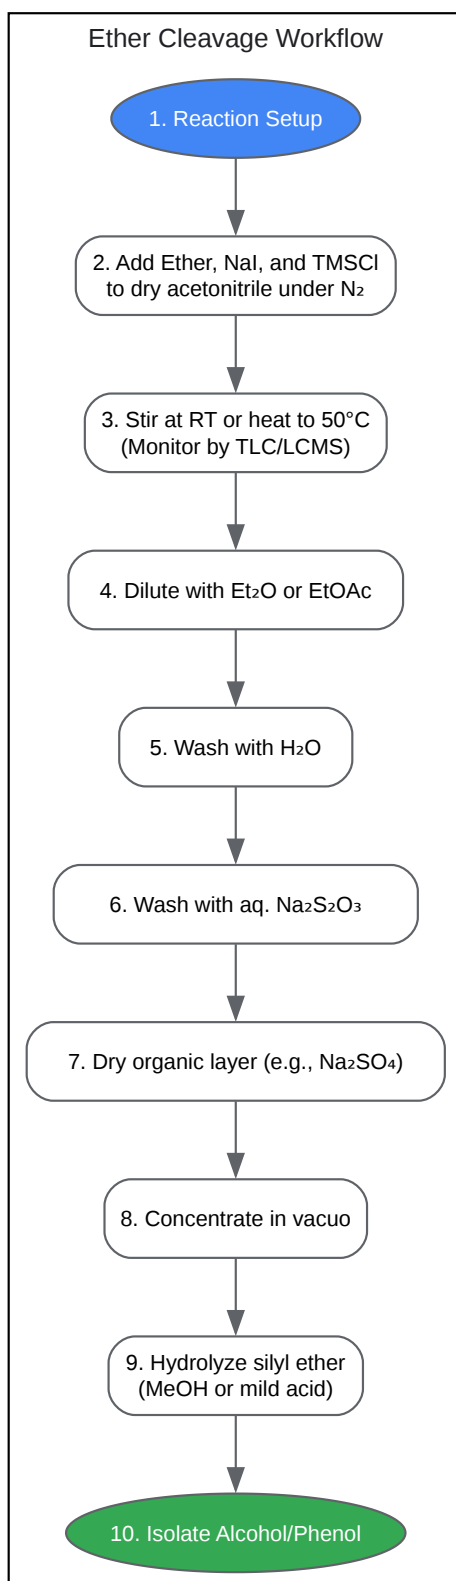 Ether Cleavage Workflow
1. Reaction Setup
2. Add Ether, NaI, and TMSCl
to dry acetonitrile under N₂
3. Stir at RT or heat to 50°C
(Monitor by TLC/LCMS)
4. Dilute with Et₂O or EtOAc
5. Wash with H₂O
6. Wash with aq. Na₂S₂O₃
7. Dry organic layer (e.g., Na₂SO₄)
8. Concentrate in vacuo
9. Hydrolyze silyl ether
(MeOH or mild acid)
10. Isolate Alcohol/Phenol